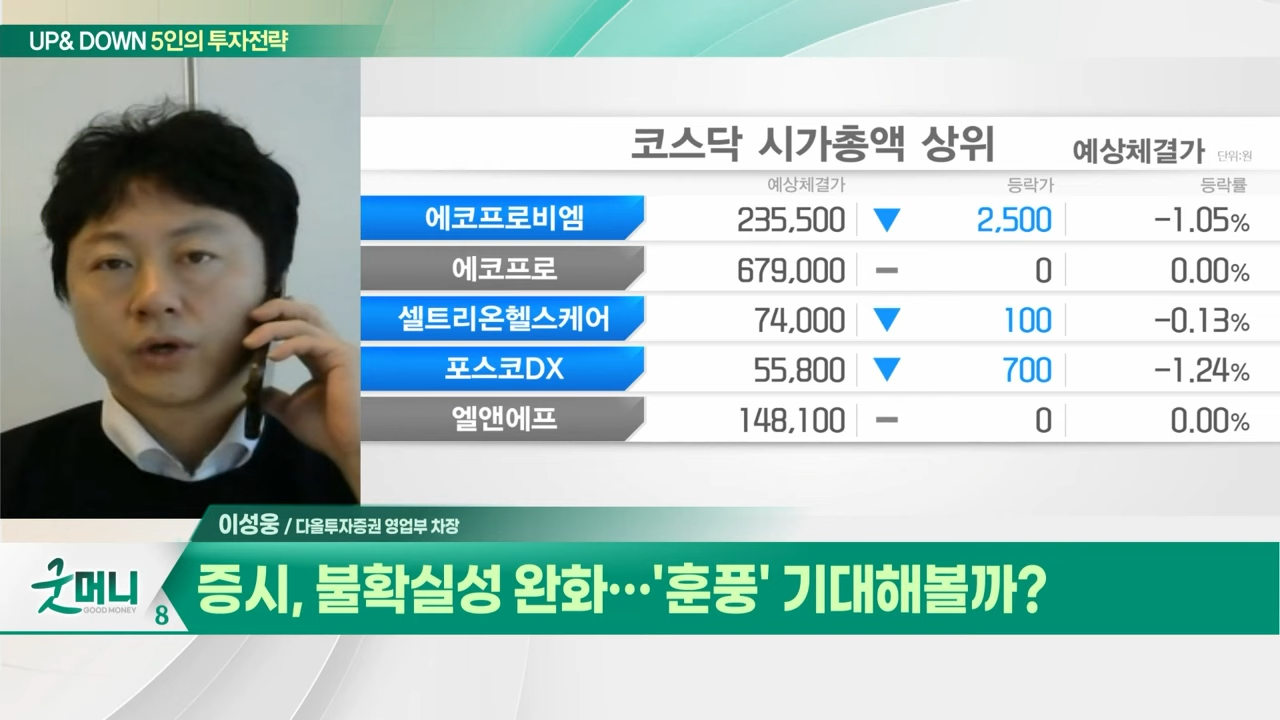 UP& DOWN 5인의 투자전략
코스닥 시가총액 상위 예상체결가 단위:원
예상체결가 등락가 등락률
에코프로비엠 235,500 ▼ 2,500 -1.05%
에코프로 679,000 - 0 0.00%
셀트리온헬스케어 74,000 ▼ 100 -0.13%
포스코DX 55,800 ▼ 700 -1.24%
엘앤에프 148,100 - 0 0.00%
이성웅 / 다올투자증권 영업부 차장
굿머니
GOOD MONEY
8
증시, 불확실성 완화…'훈풍' 기대해볼까?